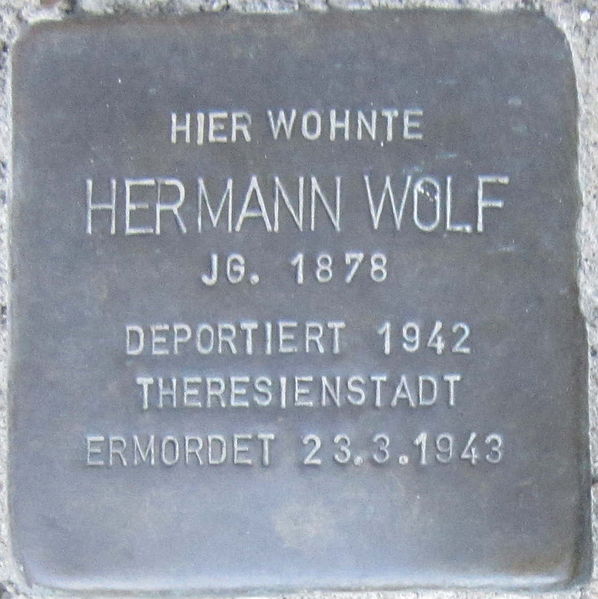 HIER WOHNTE
HERMANN WOLF
JG. 1878
DEPORTIERT 1942
THERESIENSTADT
ERMORDET 23.3.1943